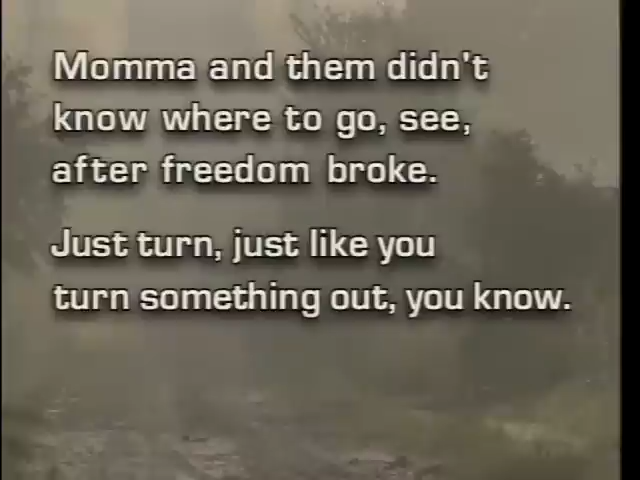 Momma and them didn't
know where to go, see,
after freedom broke.
Just turn, just like you
turn something out, you know.